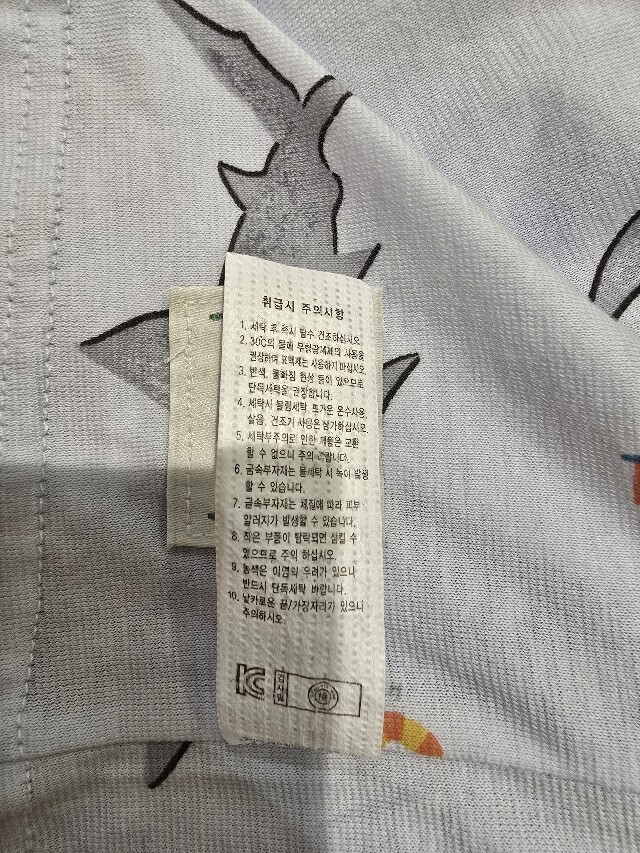 취급시 주의사항
1. 세탁 후 즉시 탈수 건조하십시오.
2. 30℃의 물에 무형광세제의 사용을
권장하며 표백제는 사용하지 마십시오.
3. 변색, 물화짐 현상 등이 있으므로
단독세탁을 권장합니다.
4. 세탁시 불림세탁, 뜨거운 온수사용,
삶음, 건조기 사용은 삼가하십시오.
5. 세탁부주의로 인한 제품은 교환
할 수 없으니 주의 바랍니다.
6. 금속부자재는 물세탁 시 녹이 발생
할 수 있습니다.
7. 금속부자재는 체질에 따라 피부
알러지가 발생할 수 있습니다.
8. 작은 부품이 탈락되면 삼킬 수
있으므로 주의 하십시오.
9. 농색은 이염의 우려가 있으니
반드시 단독세탁 바랍니다.
10. 날카로운 끝/가장자리가 있으니
주의하시오.
KC 검사필 18